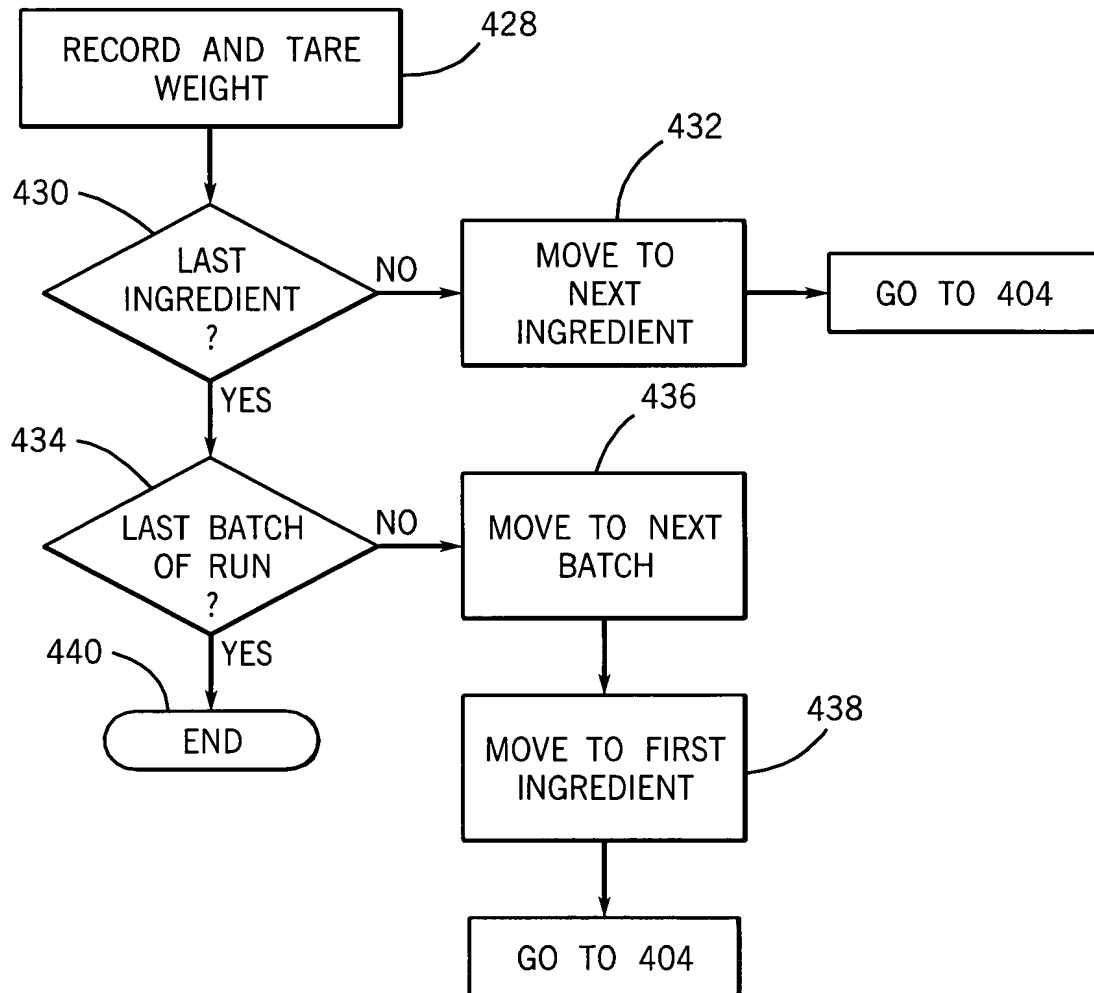 RECORD AND TARE
WEIGHT
428
430
LAST
INGREDIENT
?
NO
YES
432
MOVE TO
NEXT
INGREDIENT
GO TO 404
434
LAST BATCH
OF RUN
?
NO
YES
436
MOVE TO NEXT
BATCH
440
END
438
MOVE TO FIRST
INGREDIENT
GO TO 404